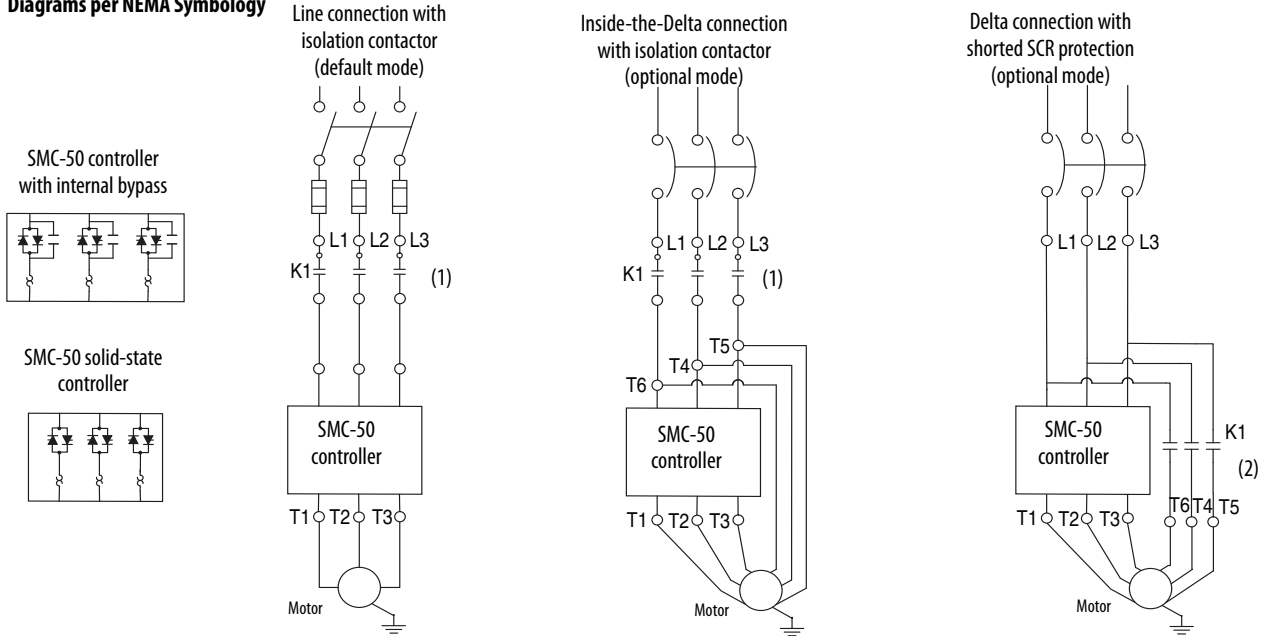 Diagrams per NEMA Symbology
SMC-50 controller
with internal bypass
SMC-50 solid-state
controller
Line connection with
isolation contactor
(default mode)
L1 L2 L3
K1 (1)
SMC-50
controller
T1 T2 T3
Motor
Inside-the-Delta connection
with isolation contactor
(optional mode)
L1 L2 L3
K1 (1)
T5
T4
T6
SMC-50
controller
T1 T2 T3
Motor
Delta connection with
shorted SCR protection
(optional mode)
L1 L2 L3
SMC-50
controller
K1
(2)
T6 T4 T5
T1 T2 T3
Motor